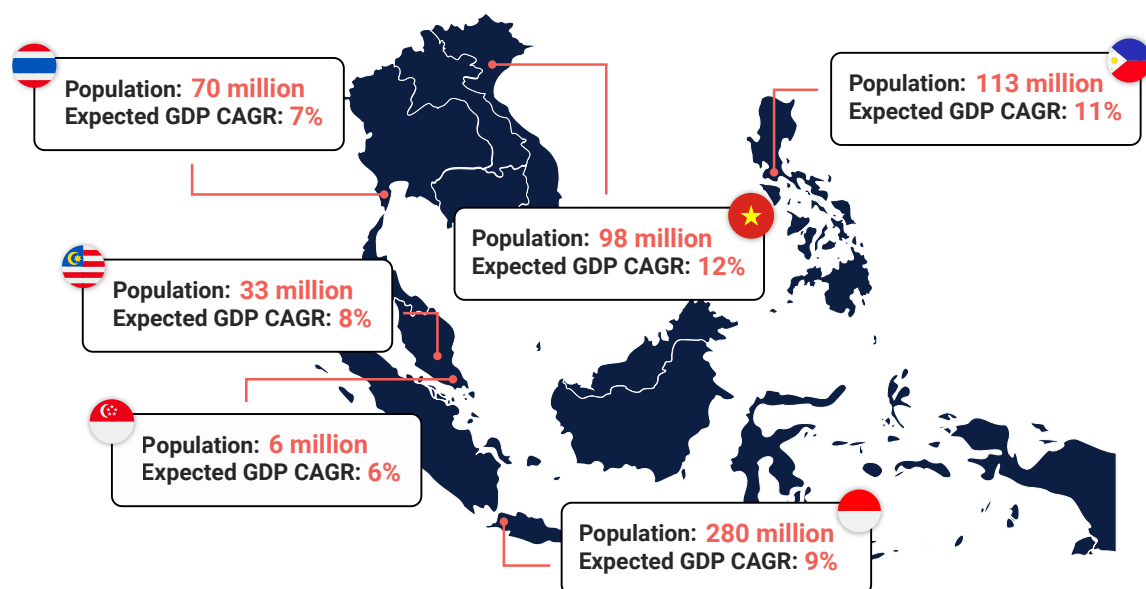 Population: 70 million
Expected GDP CAGR: 7%
Population: 113 million
Expected GDP CAGR: 11%
Population: 98 million
Expected GDP CAGR: 12%
Population: 33 million
Expected GDP CAGR: 8%
Population: 6 million
Expected GDP CAGR: 6%
Population: 280 million
Expected GDP CAGR: 9%